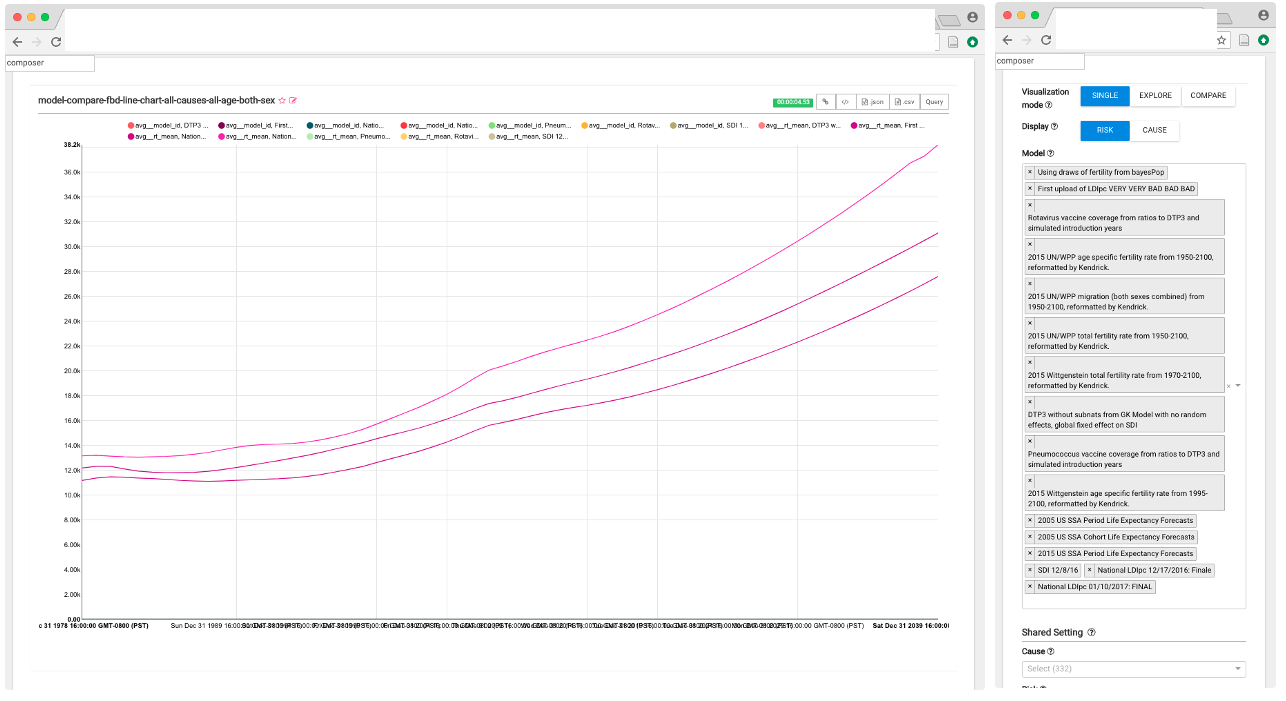 composer
model-compare-fbd-line-chart-all-causes-all-age-both-sex
00:00:04.53
.json
.csv
Query
avg__model_id, DTP3 ...
avg__model_id, First...
avg__model_id, Natio...
avg__model_id, Natio...
avg__model_id, Pneum...
avg__model_id, Rotav...
avg__model_id, SDI 1...
avg__rt_mean, DTP3 w...
avg__rt_mean, First ...
avg__rt_mean, Nation...
avg__rt_mean, Nation...
avg__rt_mean, Pneumo...
avg__rt_mean, Rotavi...
avg__rt_mean, SDI 12...
38.2k
36.0k
34.0k
32.0k
30.0k
28.0k
26.0k
24.0k
22.0k
20.0k
18.0k
16.0k
14.0k
12.0k
10.0k
8.00k
6.00k
4.00k
2.00k
0.00
c 31 1978 16:00:00 GMT-0800 (PST)
Sun Dec 31 1989 16:00:
GMT-0800 (PST)
Sat Dec 31 2039 16:00:0
composer
Visualization
mode
SINGLE
EXPLORE
COMPARE
Display
RISK
CAUSE
Model
× Using draws of fertility from bayesPop
× First upload of LDIpc VERY VERY BAD BAD BAD
×
Rotavirus vaccine coverage from ratios to DTP3 and
simulated introduction years
×
2015 UN/WPP age specific fertility rate from 1950-2100,
reformatted by Kendrick.
×
2015 UN/WPP migration (both sexes combined) from
1950-2100, reformatted by Kendrick.
×
2015 UN/WPP total fertility rate from 1950-2100,
reformatted by Kendrick.
×
2015 Wittgenstein total fertility rate from 1970-2100,
reformatted by Kendrick.
×
DTP3 without subnats from GK Model with no random
effects, global fixed effect on SDI
×
Pneumococcus vaccine coverage from ratios to DTP3 and
simulated introduction years
×
2015 Wittgenstein age specific fertility rate from 1995-
2100, reformatted by Kendrick.
× 2005 US SSA Period Life Expectancy Forecasts
× 2005 US SSA Cohort Life Expectancy Forecasts
× 2015 US SSA Period Life Expectancy Forecasts
× SDI 12/8/16 × National LDIpc 12/17/2016: Finale
× National LDIpc 01/10/2017: FINAL
Shared Setting
Cause
Select (332)